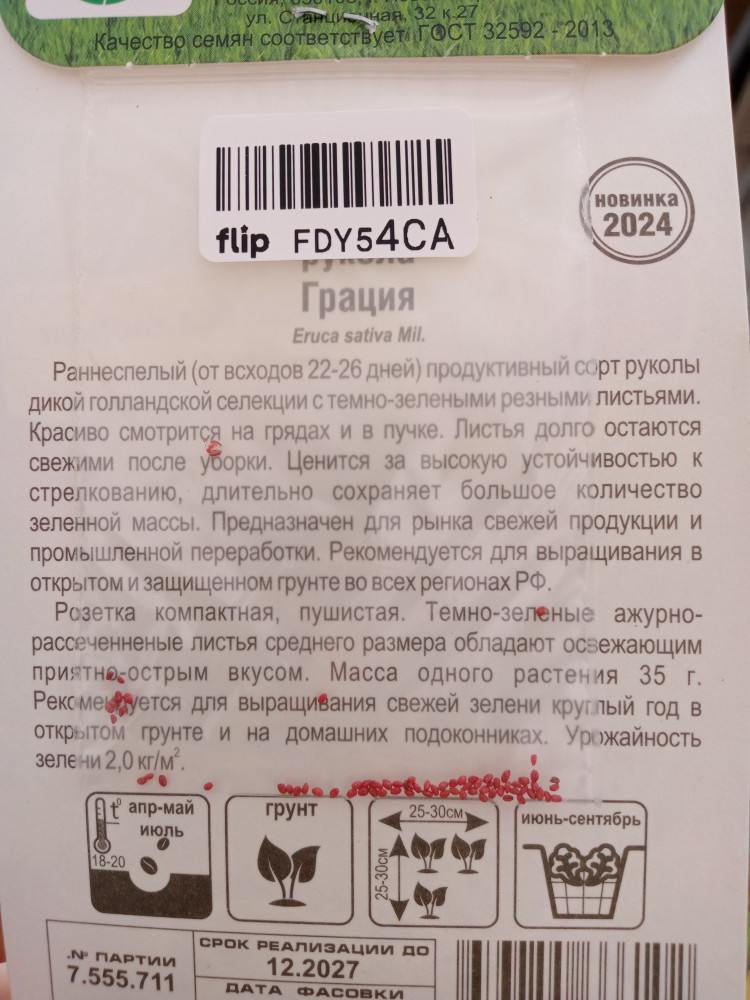 ул. Станционная, 32 к.27
Качество семян соответствует ГОСТ 32592 - 2013
flip FDY54CA
НОВИНКА
2024
рукола
Грация
Eruca sativa Mil.
Раннеспелый (от всходов 22-26 дней) продуктивный сорт руколы
дикой голландской селекции с темно-зелеными резными листьями.
Красиво смотрится на грядах и в пучке. Листья долго остаются
свежими после уборки. Ценится за высокую устойчивостью к
стрелкованию, длительно сохраняет большое количество
зеленной массы. Предназначен для рынка свежей продукции и
промышленной переработки. Рекомендуется для выращивания в
открытом и защищенном грунте во всех регионах РФ.
Розетка компактная, пушистая. Темно-зеленые ажурно-
рассеченненые листья среднего размера обладают освежающим
приятно-острым вкусом. Масса одного растения 35 г.
Рекомендуется для выращивания свежей зелени круглый год в
открытом грунте и на домашних подоконниках. Урожайность
зелени 2,0 кг/м².
t° апр-май
июль
18-20
грунт
25-30см
25-30см
июнь-сентябрь
.№ ПАРТИИ
7.555.711
СРОК РЕАЛИЗАЦИИ ДО
12.2027
ДАТА ФАСОВКИ